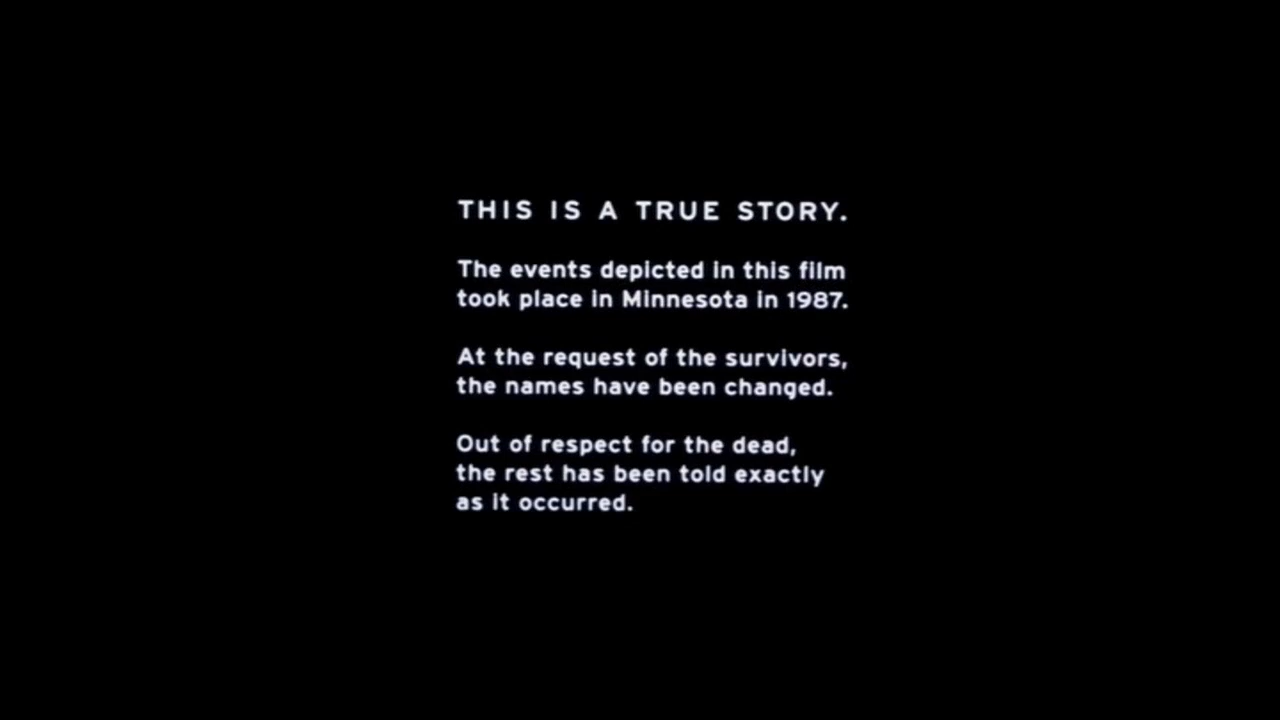 THIS IS A TRUE STORY.
The events depicted in this film
took place in Minnesota in 1987.
At the request of the survivors,
the names have been changed.
Out of respect for the dead,
the rest has been told exactly
as it occurred.